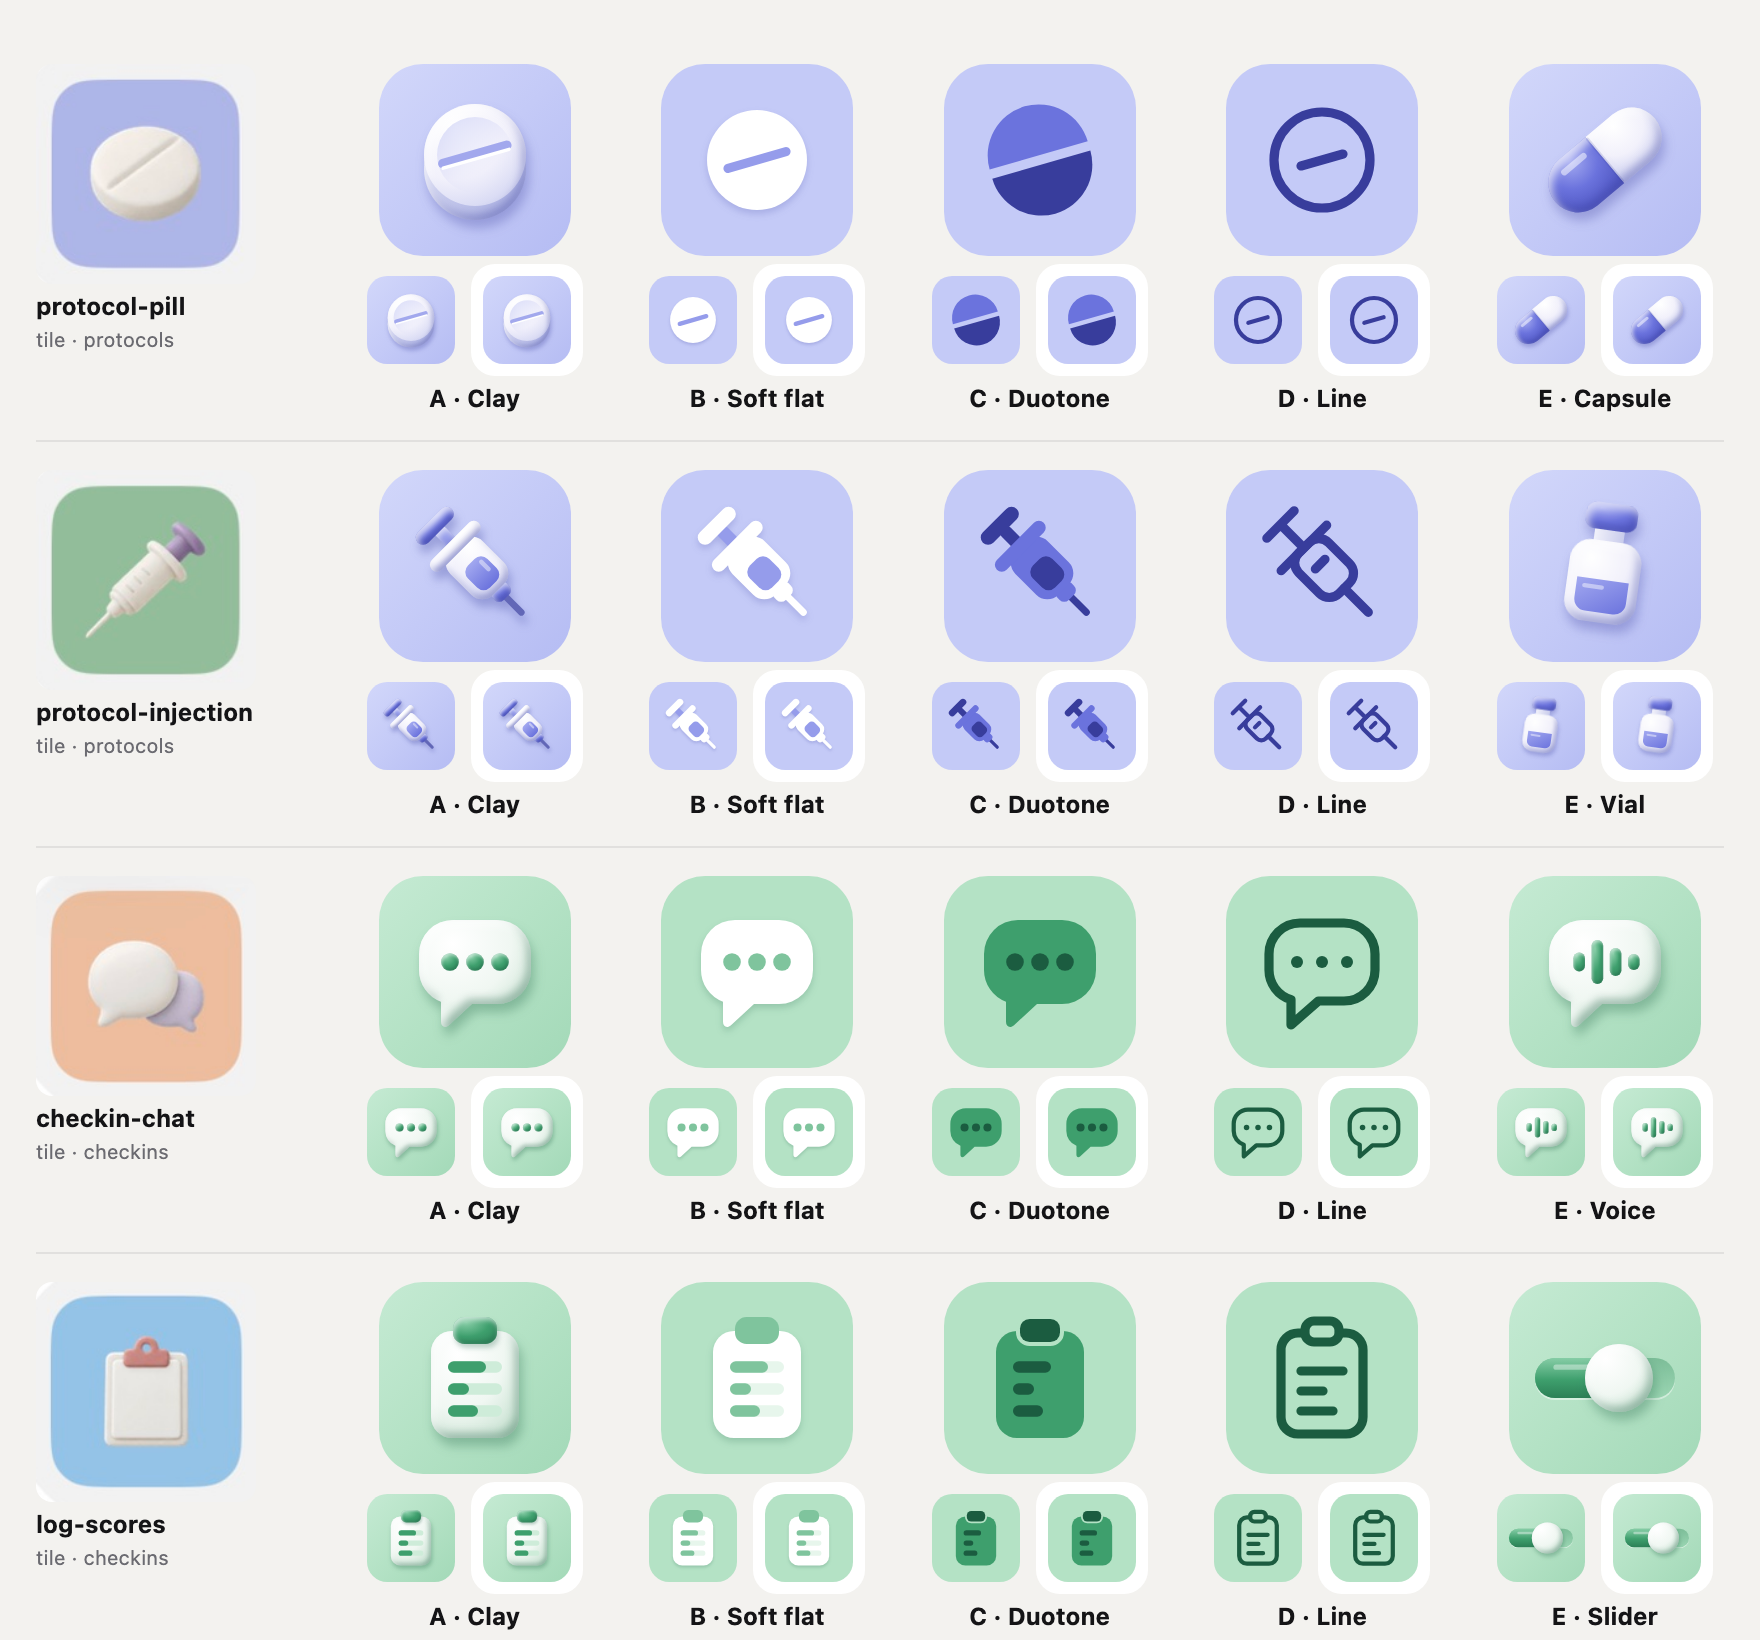 protocol-pill
tile · protocols
A · Clay
B · Soft flat
C · Duotone
D · Line
E · Capsule
protocol-injection
tile · protocols
A · Clay
B · Soft flat
C · Duotone
D · Line
E · Vial
checkin-chat
tile · checkins
A · Clay
B · Soft flat
C · Duotone
D · Line
E · Voice
log-scores
tile · checkins
A · Clay
B · Soft flat
C · Duotone
D · Line
E · Slider